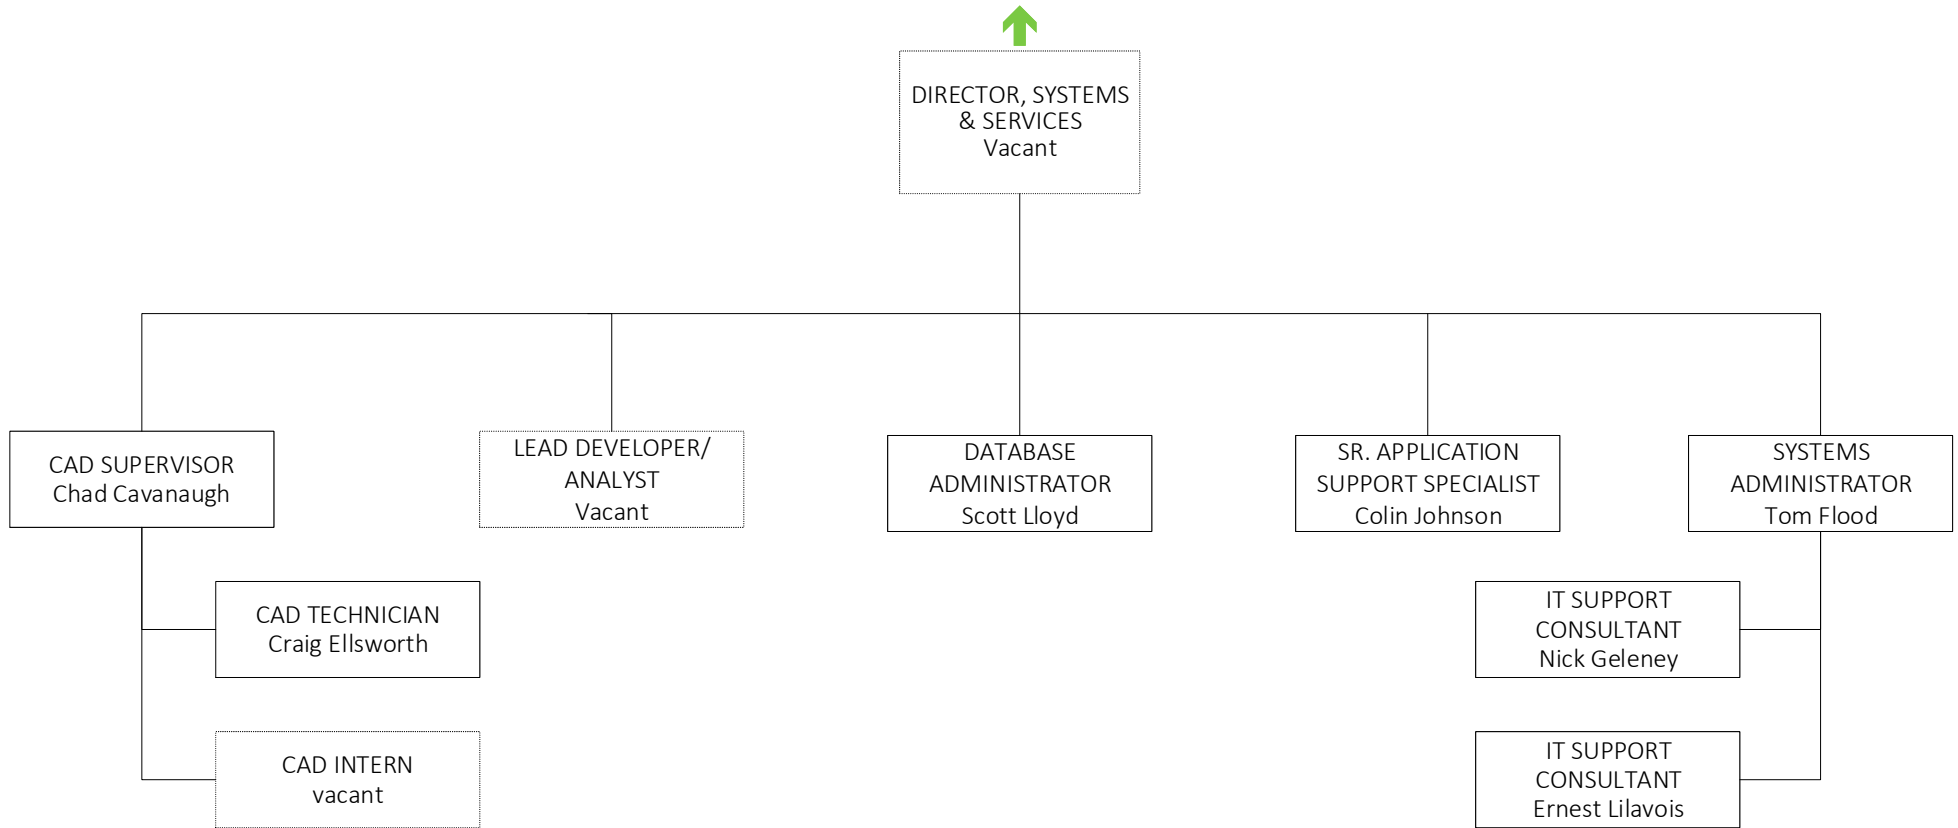 DIRECTOR, SYSTEMS
& SERVICES
Vacant
CAD SUPERVISOR
Chad Cavanaugh
LEAD DEVELOPER/
ANALYST
Vacant
DATABASE
ADMINISTRATOR
Scott Lloyd
SR. APPLICATION
SUPPORT SPECIALIST
Colin Johnson
SYSTEMS
ADMINISTRATOR
Tom Flood
CAD TECHNICIAN
Craig Ellsworth
IT SUPPORT
CONSULTANT
Nick Geleney
CAD INTERN
vacant
IT SUPPORT
CONSULTANT
Ernest Lilavois